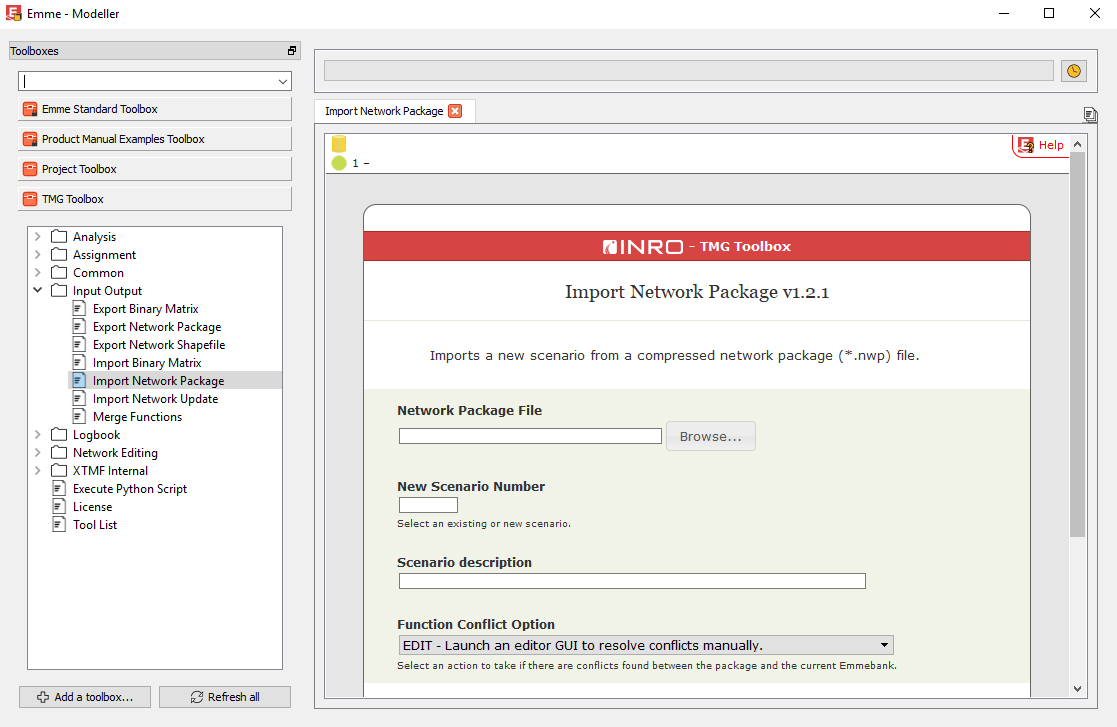 Emme - Modeller
Toolboxes
Emme Standard Toolbox
Product Manual Examples Toolbox
Project Toolbox
TMG Toolbox
Analysis
Assignment
Common
Input Output
Export Binary Matrix
Export Network Package
Export Network Shapefile
Import Binary Matrix
Import Network Package
Import Network Update
Merge Functions
Logbook
Network Editing
XTMF Internal
Execute Python Script
License
Tool List
Add a toolbox...
Refresh all
Import Network Package
1 –
Help
INRO - TMG Toolbox
Import Network Package v1.2.1
Imports a new scenario from a compressed network package (*.nwp) file.
Network Package File
Browse...
New Scenario Number
Select an existing or new scenario.
Scenario description
Function Conflict Option
EDIT - Launch an editor GUI to resolve conflicts manually.
Select an action to take if there are conflicts found between the package and the current Emmebank.